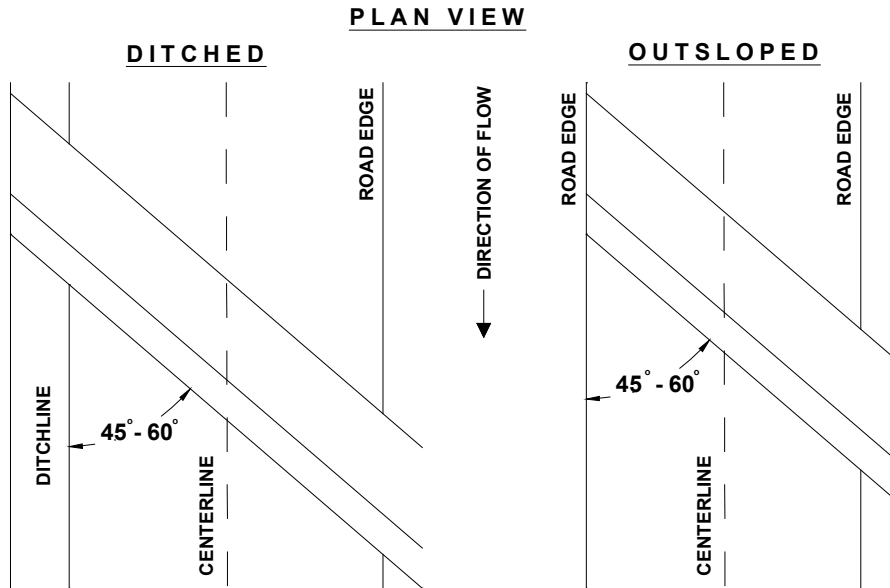 PLAN VIEW
DITCHED
OUTSLOPED
ROAD EDGE
DIRECTION OF FLOW
ROAD EDGE
ROAD EDGE
DITCHLINE
45° - 60°
CENTERLINE
45° - 60°
CENTERLINE